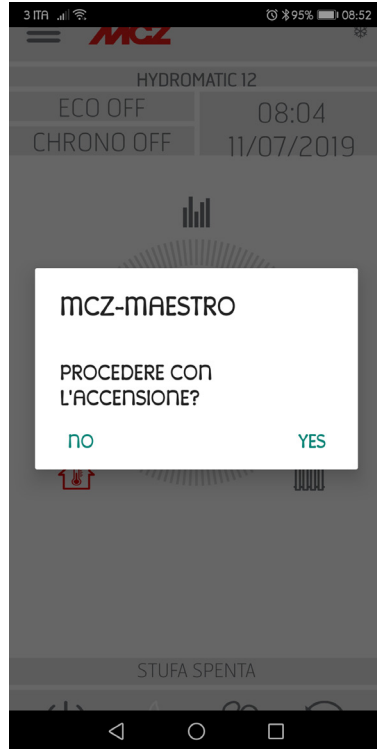 3 ITA 95% 08:52
MCZ
HYDROMATIC 12
ECO OFF
08:04
CHRONO OFF
11/07/2019
MCZ-MAESTRO
PROCEDERE CON
L'ACCENSIONE?
NO YES
STUFA SPENTA